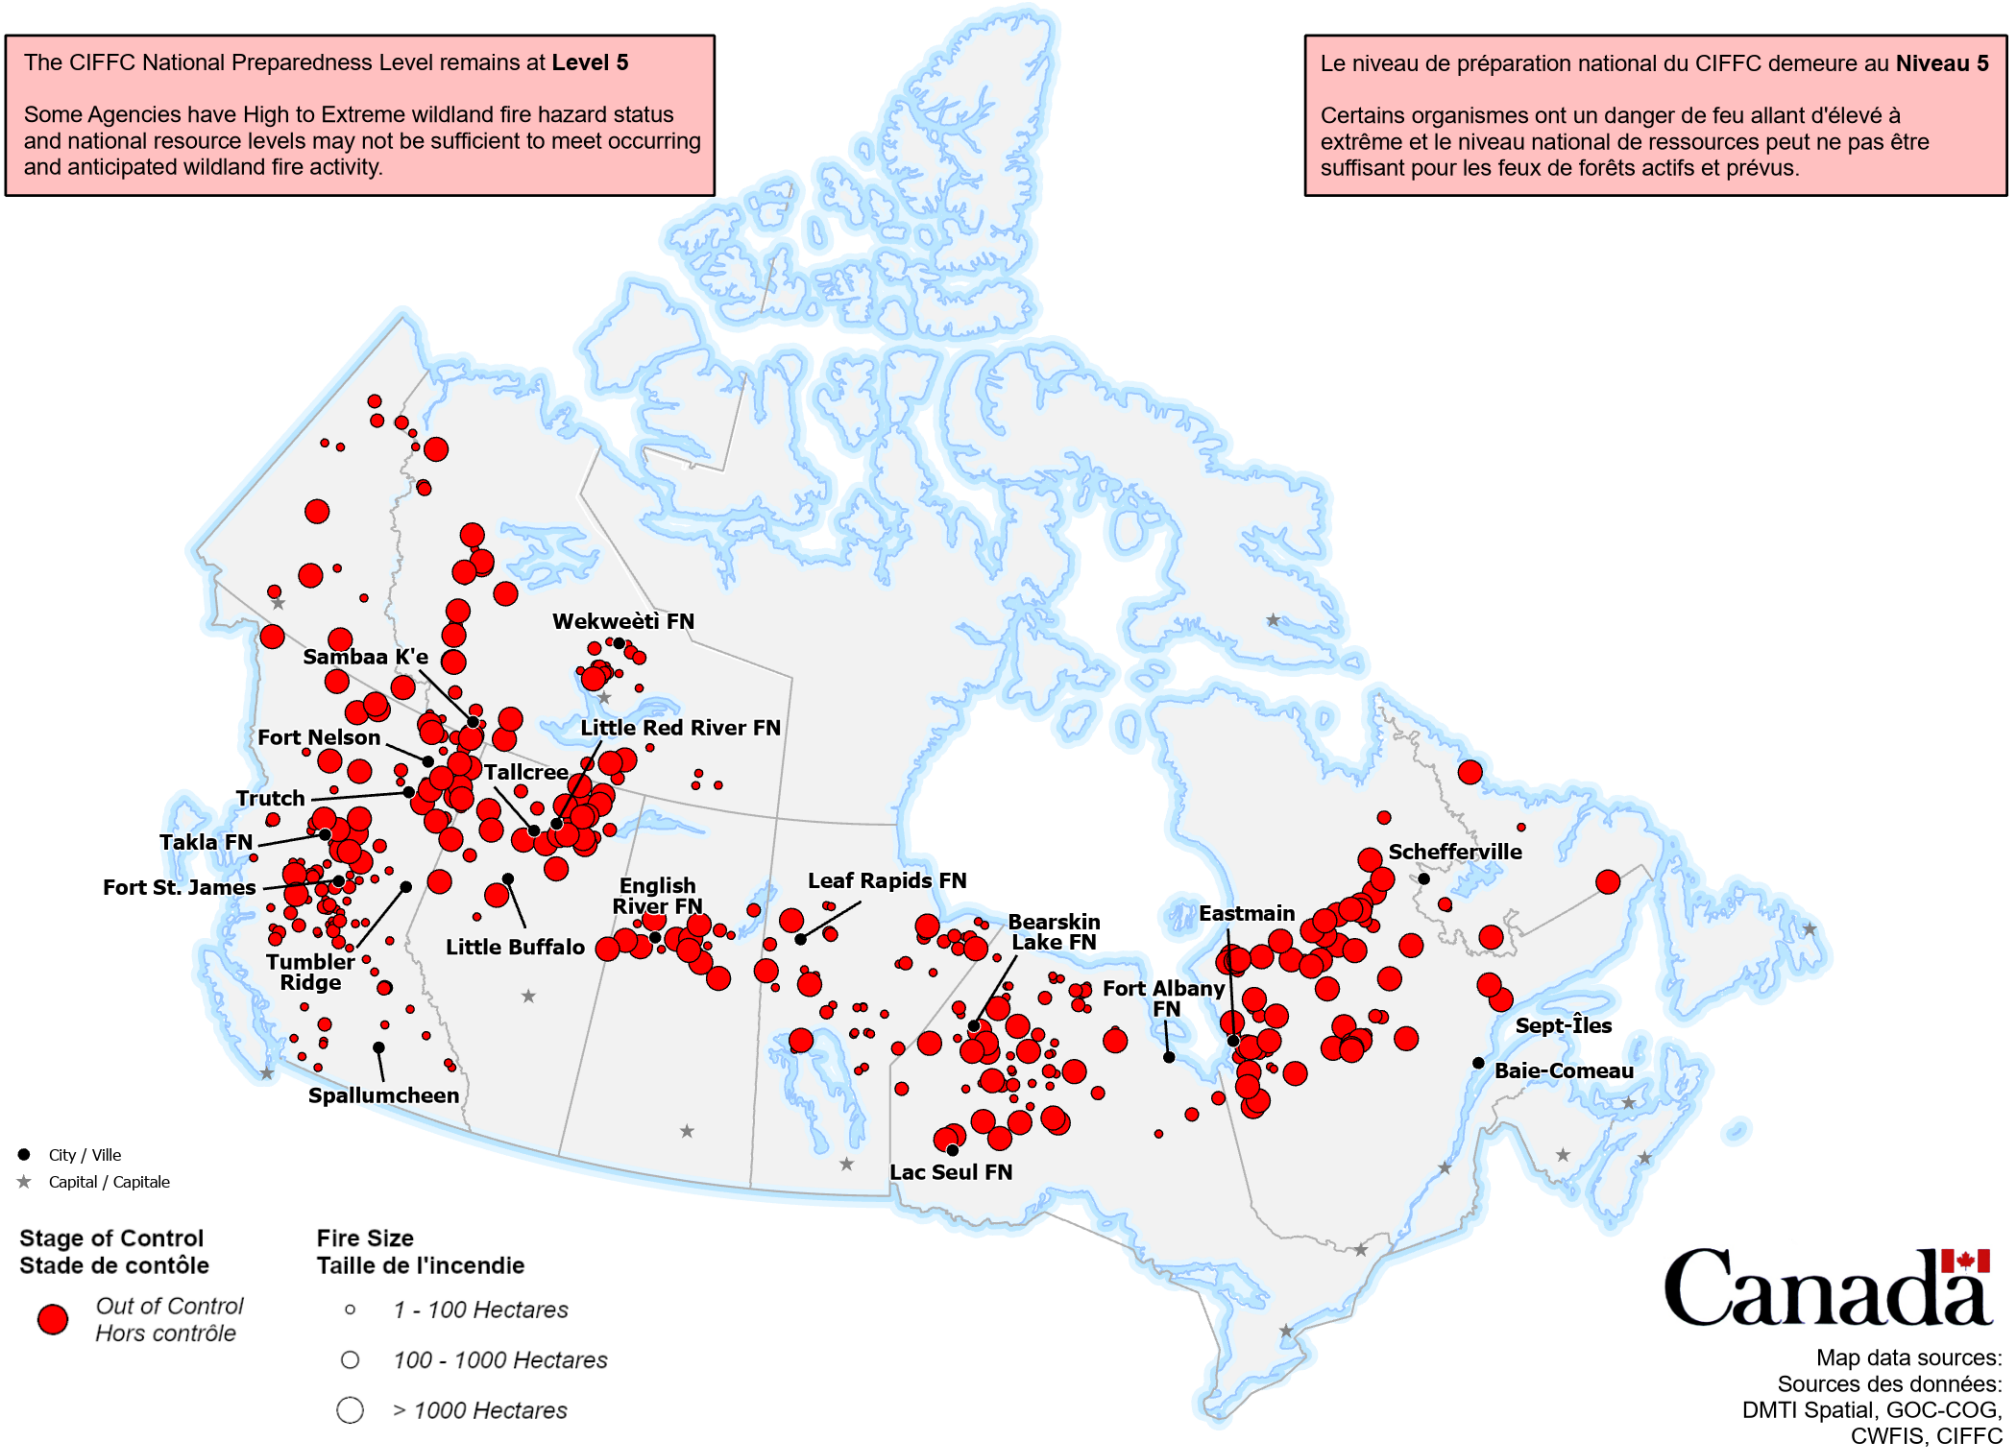 The CIFFC National Preparedness Level remains at Level 5
Some Agencies have High to Extreme wildland fire hazard status
and national resource levels may not be sufficient to meet occurring
and anticipated wildland fire activity.
Le niveau de préparation national du CIFFC demeure au Niveau 5
Certains organismes ont un danger de feu allant d'élevé à
extrême et le niveau national de ressources peut ne pas être
suffisant pour les feux de forêts actifs et prévus.
Wekweètì FN
Sambaa K'e
Little Red River FN
Fort Nelson
Tallcree
Trutch
Takla FN
Fort St. James
English
River FN
Leaf Rapids FN
Schefferville
Eastmain
Bearskin
Lake FN
Little Buffalo
Tumbler
Ridge
Fort Albany
FN
Sept-Îles
Baie-Comeau
Spallumcheen
Lac Seul FN
City / Ville
Capital / Capitale
Stage of Control
Stade de contôle
Out of Control
Hors contrôle
Fire Size
Taille de l'incendie
1 - 100 Hectares
100 - 1000 Hectares
> 1000 Hectares
Canada
Map data sources:
Sources des données:
DMTI Spatial, GOC-COG,
CWFIS, CIFFC